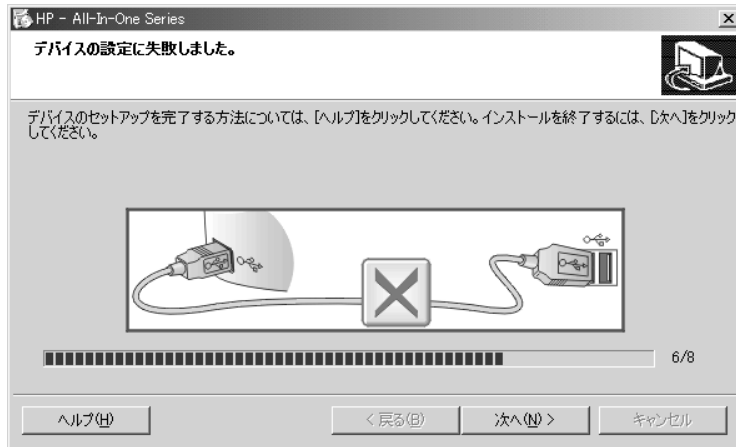 HP - All-In-One Series
デバイスの設定に失敗しました。
デバイスのセットアップを完了する方法については、[ヘルプ]をクリックしてください。インストールを終了するには、[次へ]をクリック
してください。
6/8
ヘルプ(H)
< 戻る(B)
次へ(N) >
キャンセル